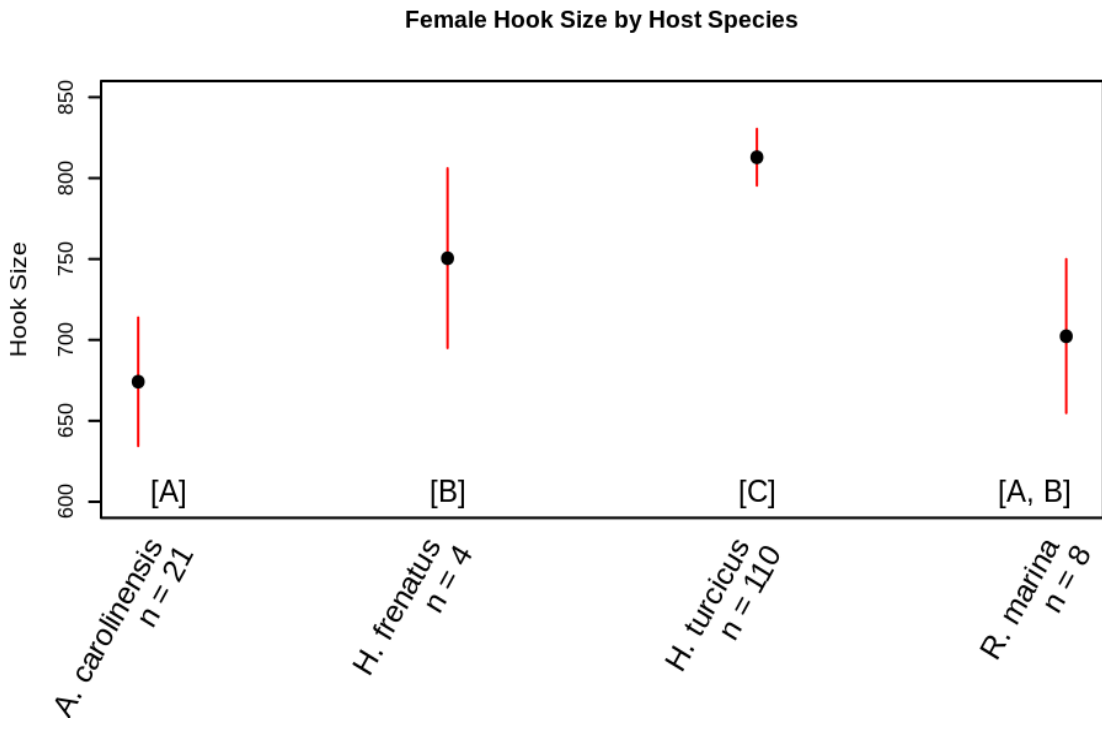 Female Hook Size by Host Species
Hook Size
850
800
750
700
650
600
[A]
[B]
[C]
[A, B]
A. carolinensis
n = 21
H. frenatus
n = 4
H. turcicus
n = 110
R. marina
n = 8